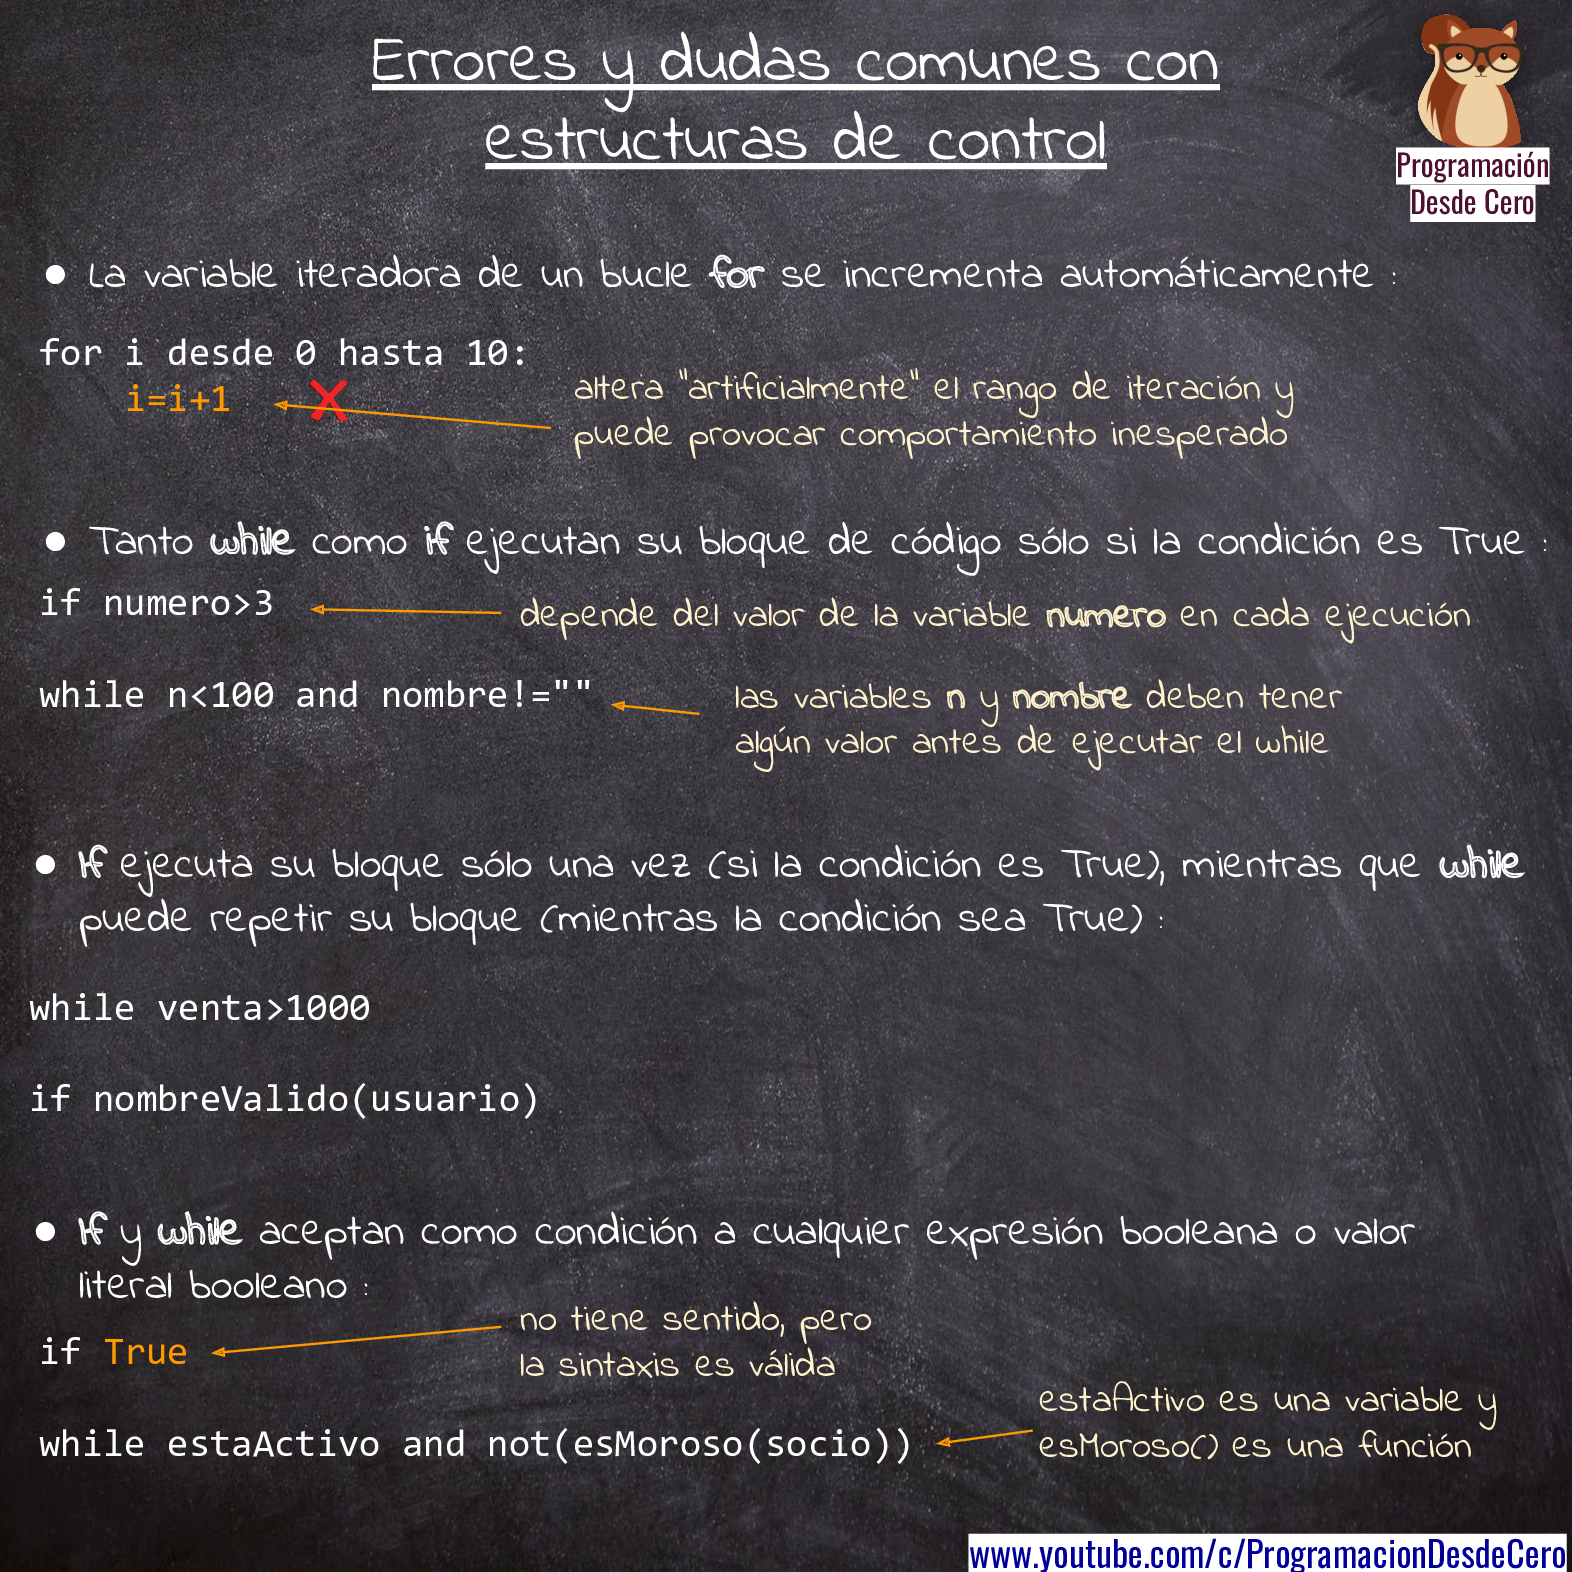 Errores y dudas comunes con
estructuras de control
Programación
Desde Cero
● La variable iteradora de un bucle for se incrementa automáticamente :
for i desde 0 hasta 10:
i=i+1
altera "artificialmente" el rango de iteración y
puede provocar comportamiento inesperado
● Tanto while como if ejecutan su bloque de código sólo si la condición es True :
if numero>3
depende del valor de la variable numero en cada ejecución
while n<100 and nombre!=""
las variables n y nombre deben tener
algún valor antes de ejecutar el while
● If ejecuta su bloque sólo una vez (si la condición es True), mientras que while
puede repetir su bloque (mientras la condición sea True) :
while venta>1000
if nombreValido(usuario)
● If y while aceptan como condición a cualquier expresión booleana o valor
literal booleano :
if True
no tiene sentido, pero
la sintaxis es válida
while estaActivo and not(esMoroso(socio))
estaActivo es una variable y
esMoroso() es una función
www.youtube.com/c/ProgramacionDesdeCero